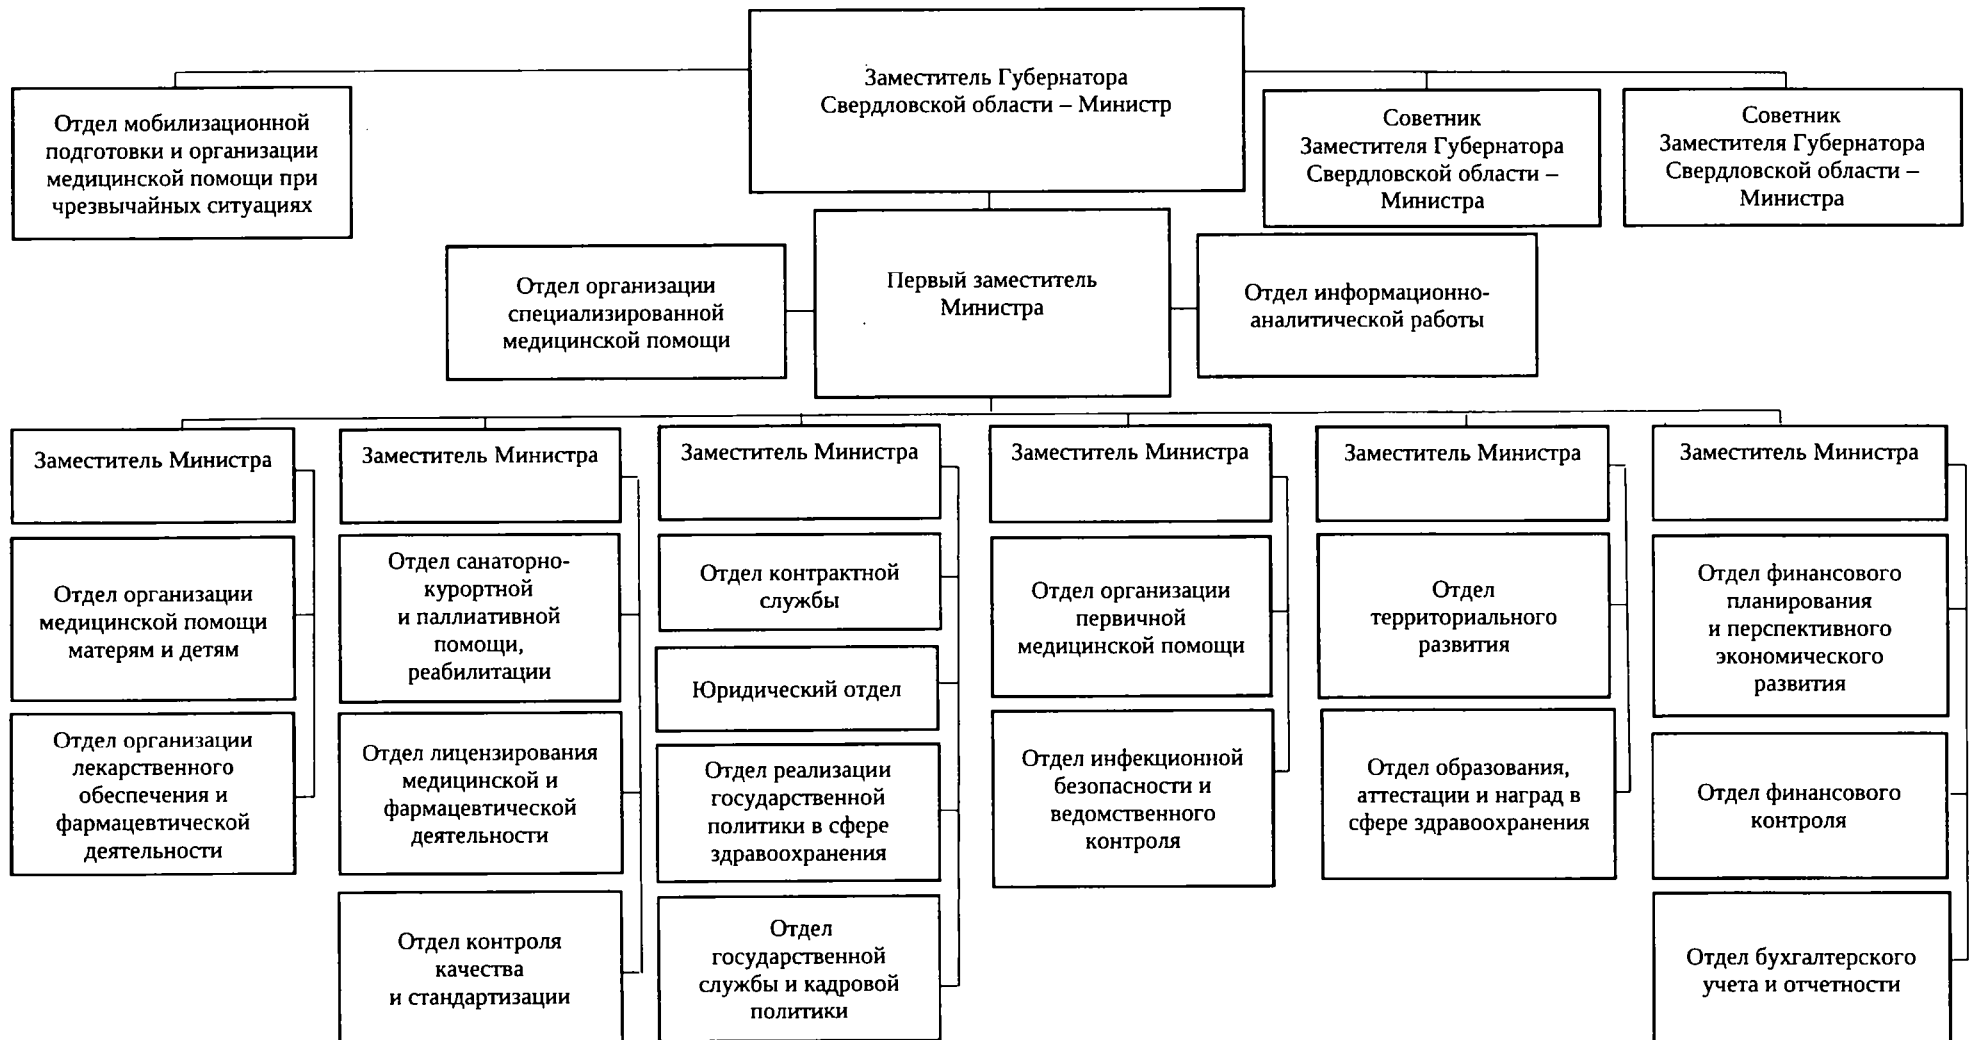 Заместитель Губернатора
Свердловской области – Министр
Отдел мобилизационной
подготовки и организации
медицинской помощи при
чрезвычайных ситуациях
Советник
Заместителя Губернатора
Свердловской области –
Министра
Советник
Заместителя Губернатора
Свердловской области –
Министра
Отдел организации
специализированной
медицинской помощи
Первый заместитель
Министра
Отдел информационно-
аналитической работы
Заместитель Министра
Отдел организации
медицинской помощи
матерям и детям
Отдел организации
лекарственного
обеспечения и
фармацевтической
деятельности
Заместитель Министра
Отдел санаторно-
курортной
и паллиативной
помощи,
реабилитации
Отдел лицензирования
медицинской и
фармацевтической
деятельности
Отдел контроля
качества
и стандартизации
Заместитель Министра
Отдел контрактной
службы
Юридический отдел
Отдел реализации
государственной
политики в сфере
здравоохранения
Отдел
государственной
службы и кадровой
политики
Заместитель Министра
Отдел организации
первичной
медицинской помощи
Отдел инфекционной
безопасности и
ведомственного
контроля
Заместитель Министра
Отдел
территориального
развития
Отдел образования,
аттестации и наград в
сфере здравоохранения
Заместитель Министра
Отдел финансового
планирования
и перспективного
экономического
развития
Отдел финансового
контроля
Отдел бухгалтерского
учета и отчетности